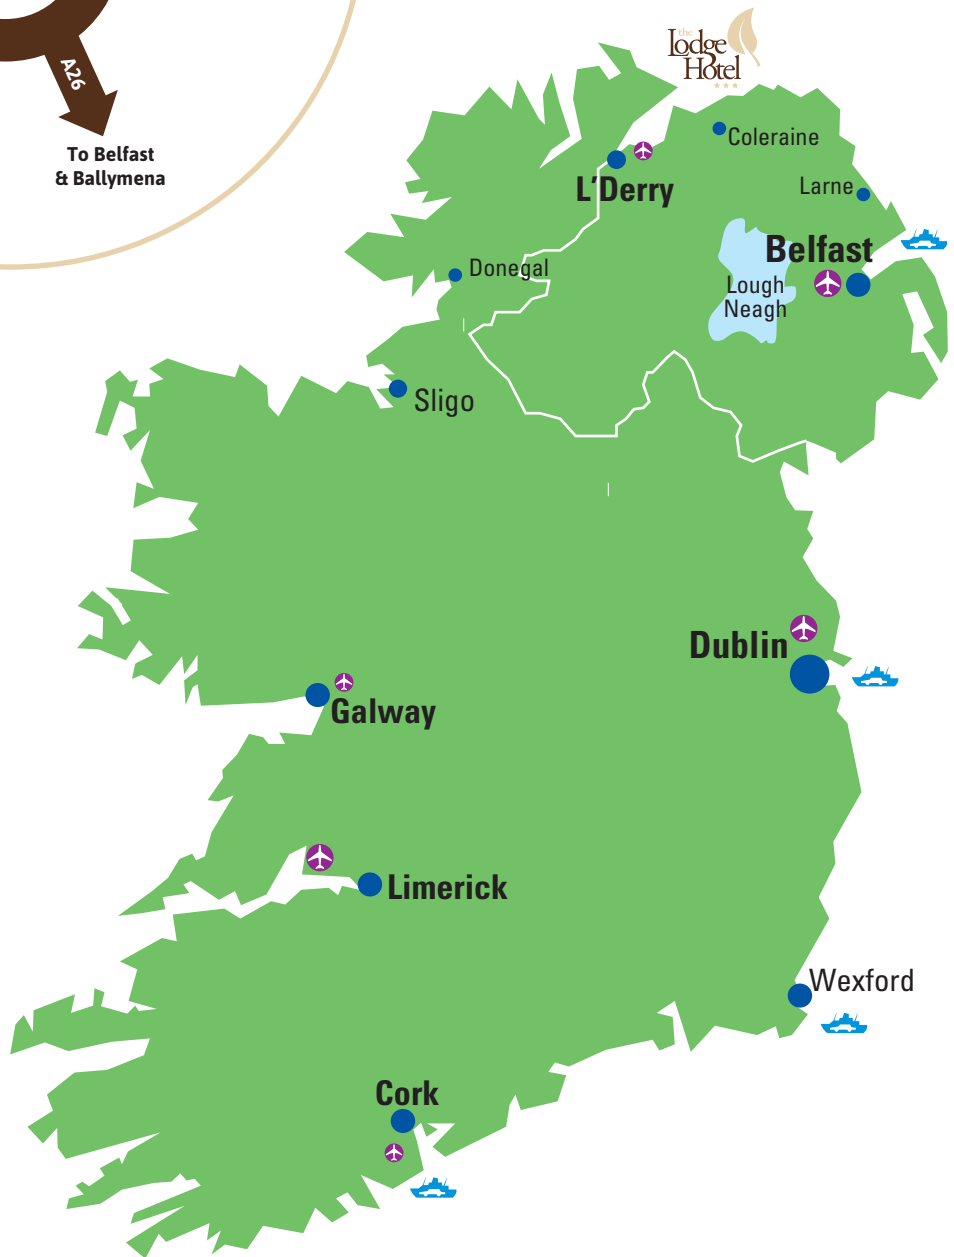 A26
To Belfast
& Ballymena
the
Lodge
Hotel
Coleraine
L'Derry
Larne
Belfast
Donegal
Lough
Neagh
Sligo
Dublin
Galway
Limerick
Wexford
Cork